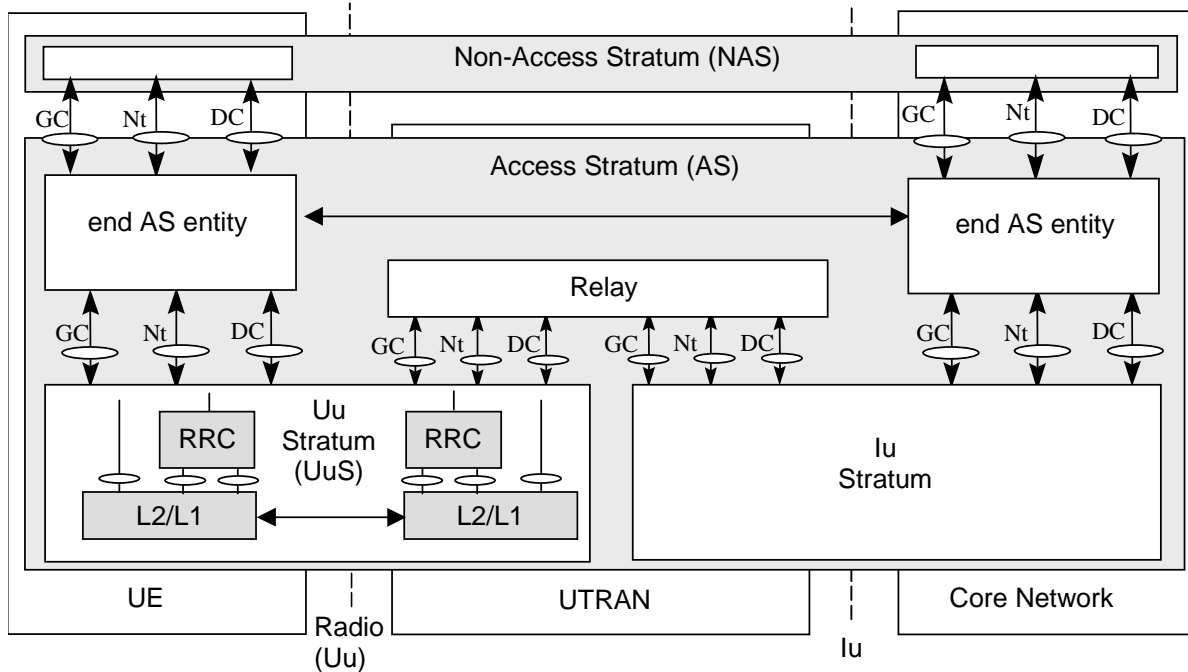 Non-Access Stratum (NAS)
GC Nt DC
GC Nt DC
Access Stratum (AS)
end AS entity
end AS entity
Relay
GC Nt DC
GC Nt DC
GC Nt DC
GC Nt DC
RRC
Uu
Stratum
(UuS)
RRC
L2/L1
L2/L1
Iu
Stratum
UE
UTRAN
Core Network
Radio
(Uu)
Iu